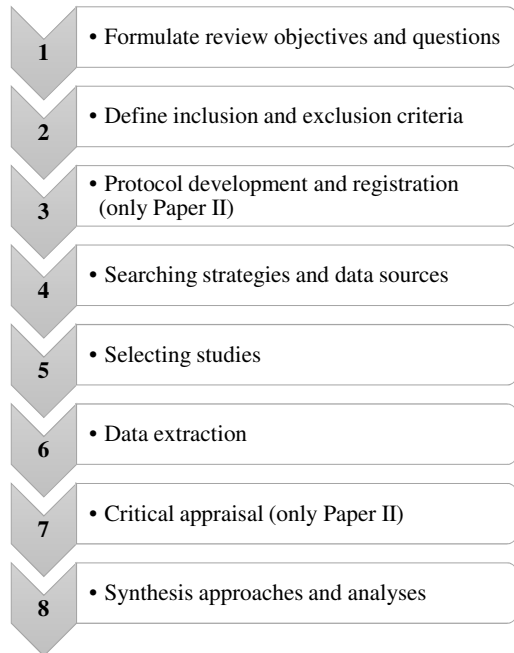 1
• Formulate review objectives and questions
2
• Define inclusion and exclusion criteria
3
• Protocol development and registration
(only Paper II)
4
• Searching strategies and data sources
5
• Selecting studies
6
• Data extraction
7
• Critical appraisal (only Paper II)
8
• Synthesis approaches and analyses